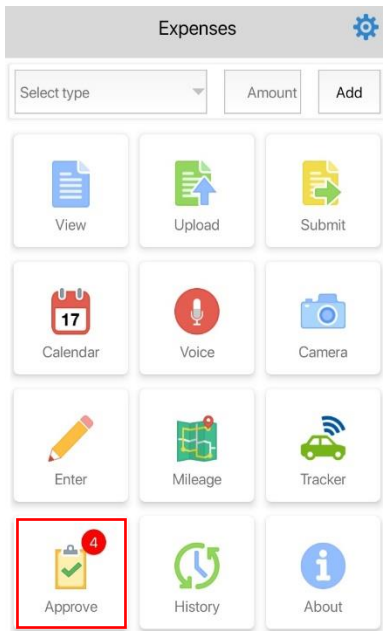 Expenses
Select type Amount Add
View Upload Submit
17
Calendar Voice Camera
Enter Mileage Tracker
4
Approve History About